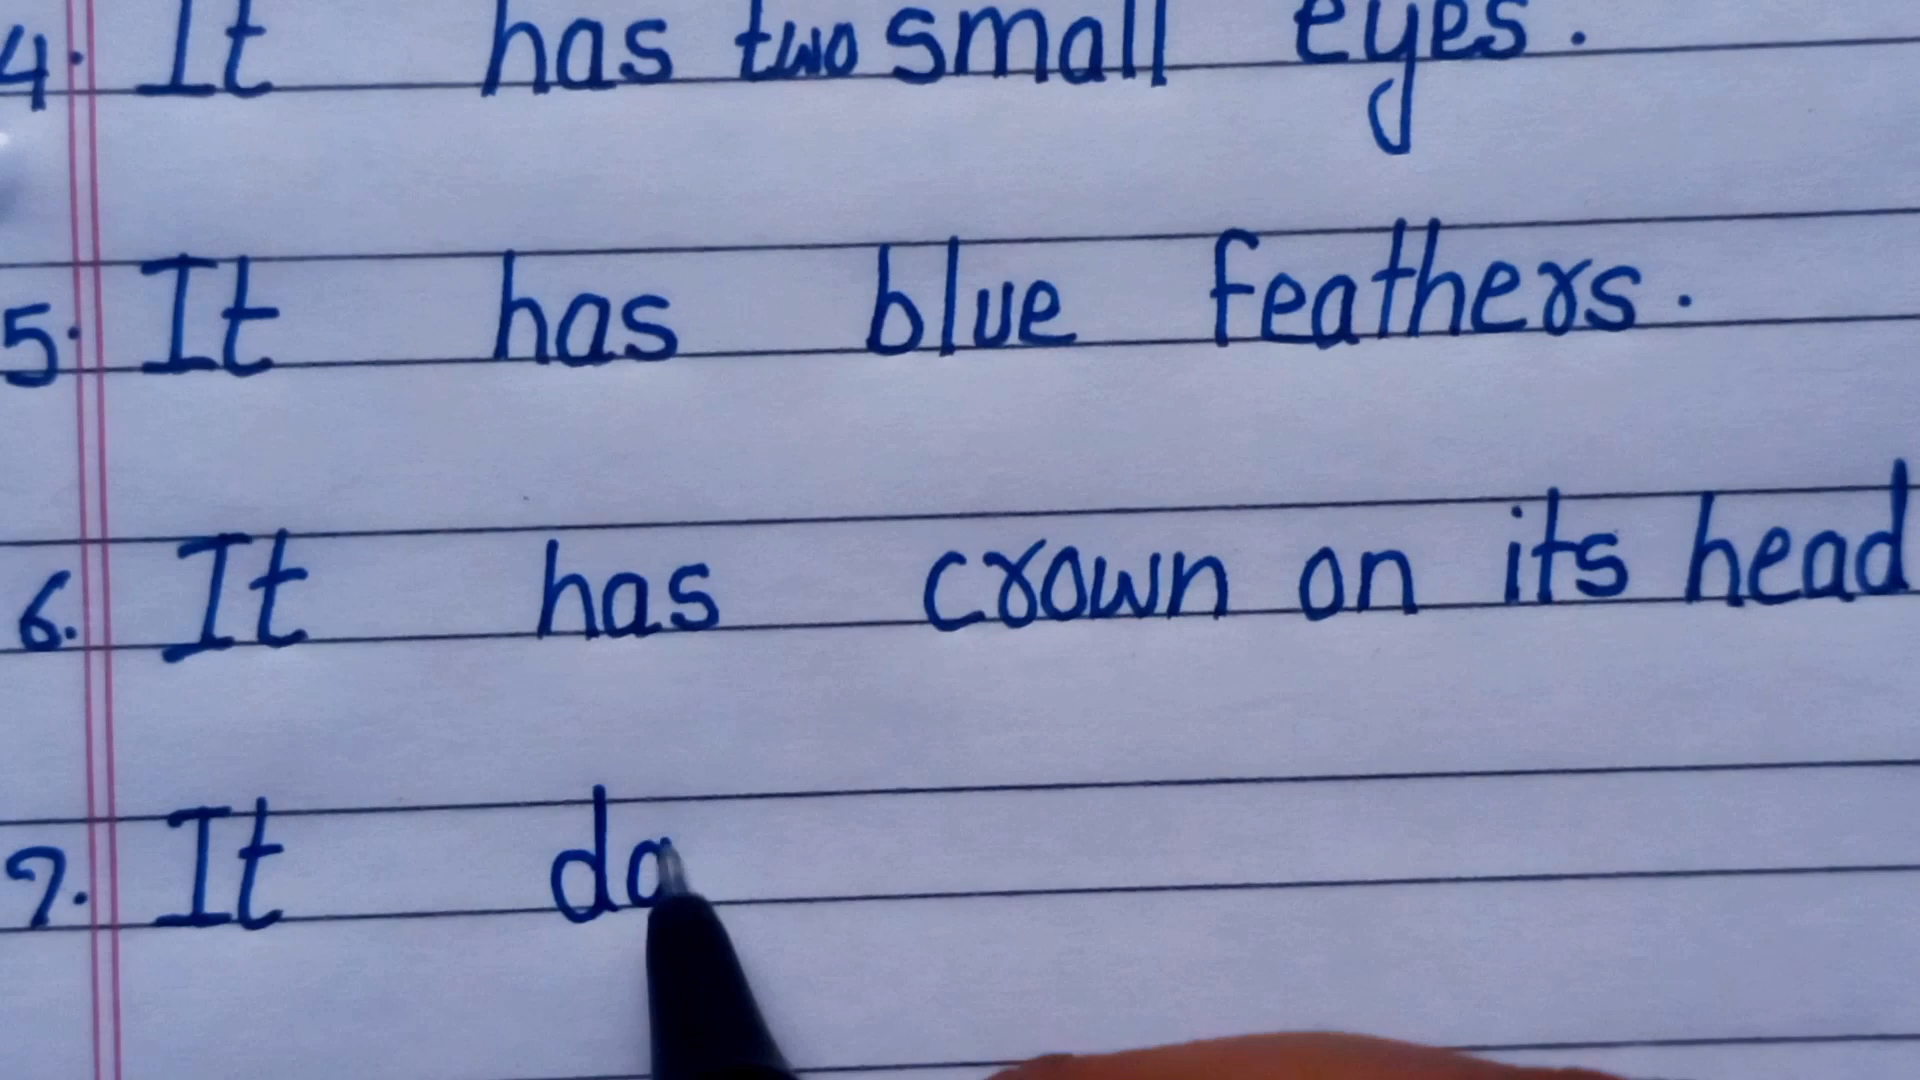 4. It has two small eyes.
5. It has blue feathers.
6. It has crown on its head
7. It da